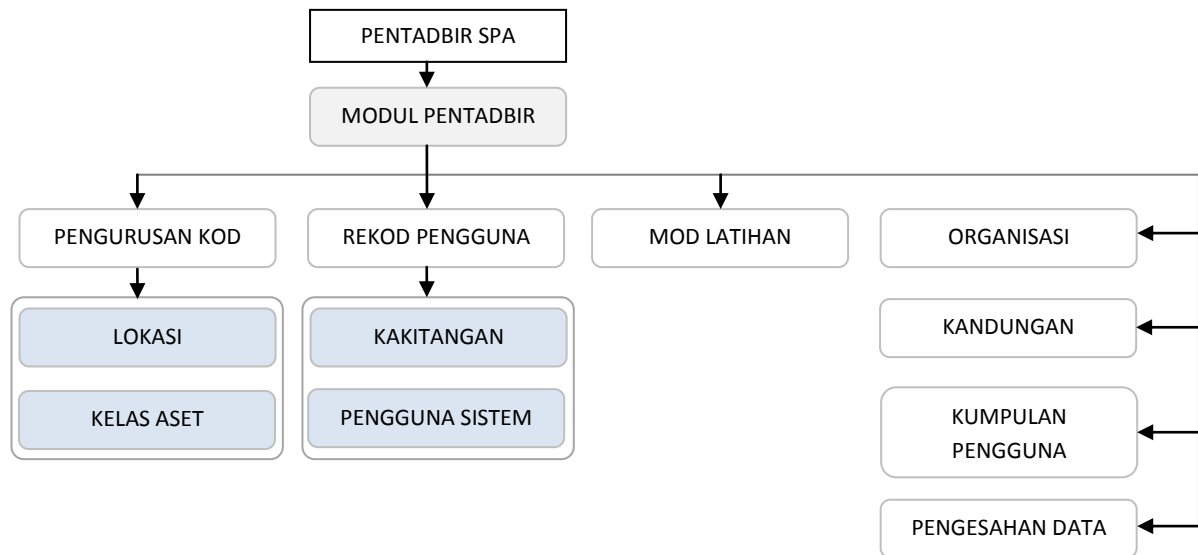 PENTADBIR SPA
MODUL PENTADBIR
PENGURUSAN KOD
REKOD PENGGUNA
MOD LATIHAN
ORGANISASI
LOKASI
KAKITANGAN
KANDUNGAN
KELAS ASET
PENGGUNA SISTEM
KUMPULAN
PENGGUNA
PENGESAHAN DATA